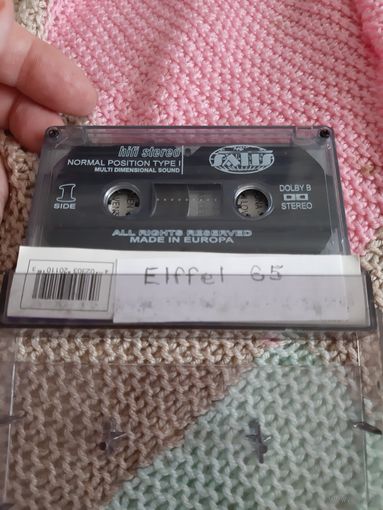 hifi stereo
NORMAL POSITION TYPE I
MULTI DIMENSIONAL SOUND
1
SIDE
DOLBY B
STEREO
ALL RIGHTS RESERVED
MADE IN EUROPA
Elffel 65